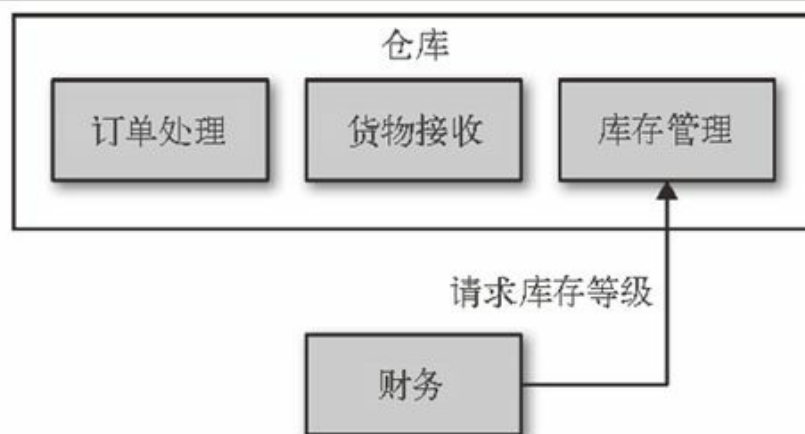 仓库
订单处理
货物接收
库存管理
请求库存等级
财务